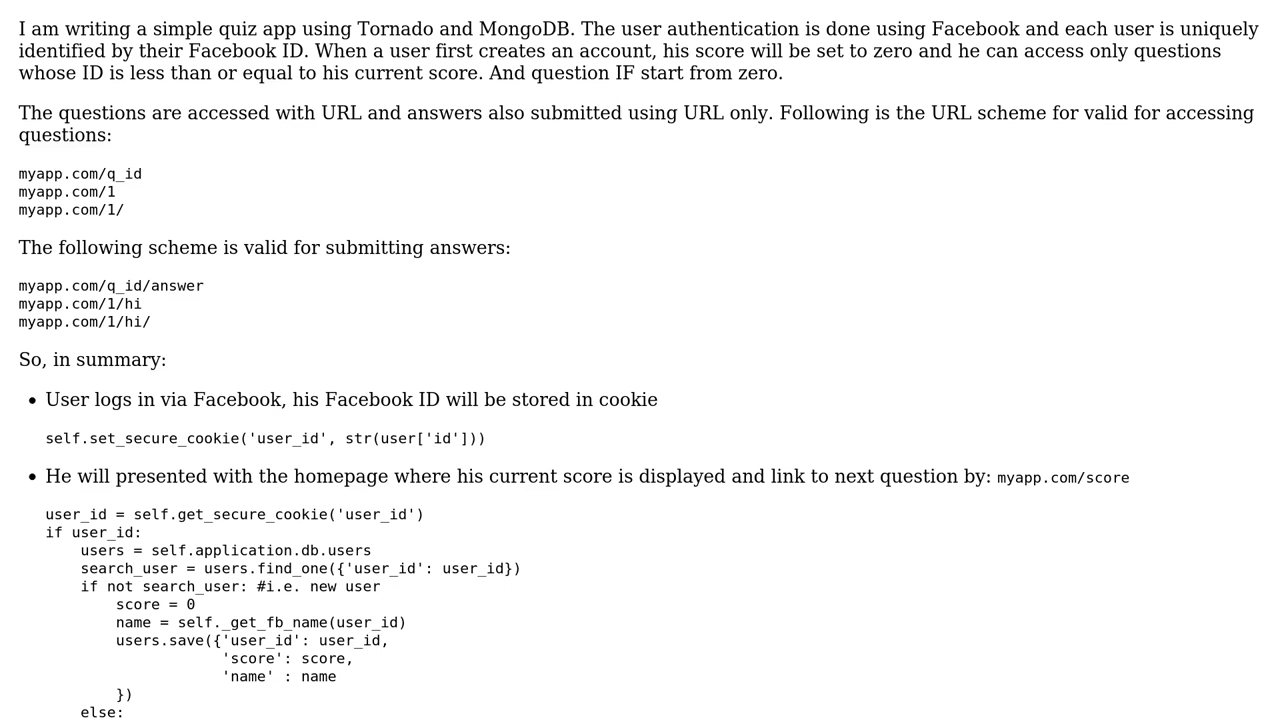 I am writing a simple quiz app using Tornado and MongoDB. The user authentication is done using Facebook and each user is uniquely
identified by their Facebook ID. When a user first creates an account, his score will be set to zero and he can access only questions
whose ID is less than or equal to his current score. And question IF start from zero.
The questions are accessed with URL and answers also submitted using URL only. Following is the URL scheme for valid for accessing
questions:
myapp.com/q_id
myapp.com/1
myapp.com/1/
The following scheme is valid for submitting answers:
myapp.com/q_id/answer
myapp.com/1/hi
myapp.com/1/hi/
So, in summary:
• User logs in via Facebook, his Facebook ID will be stored in cookie
self.set_secure_cookie('user_id', str(user['id']))
• He will presented with the homepage where his current score is displayed and link to next question by: myapp.com/score
user_id = self.get_secure_cookie('user_id')
if user_id:
    users = self.application.db.users
    search_user = users.find_one({'user_id': user_id})
    if not search_user: #i.e. new user
        score = 0
        name = self._get_fb_name(user_id)
        users.save({'user_id': user_id,
                    'score': score,
                    'name' : name
        })
    else: